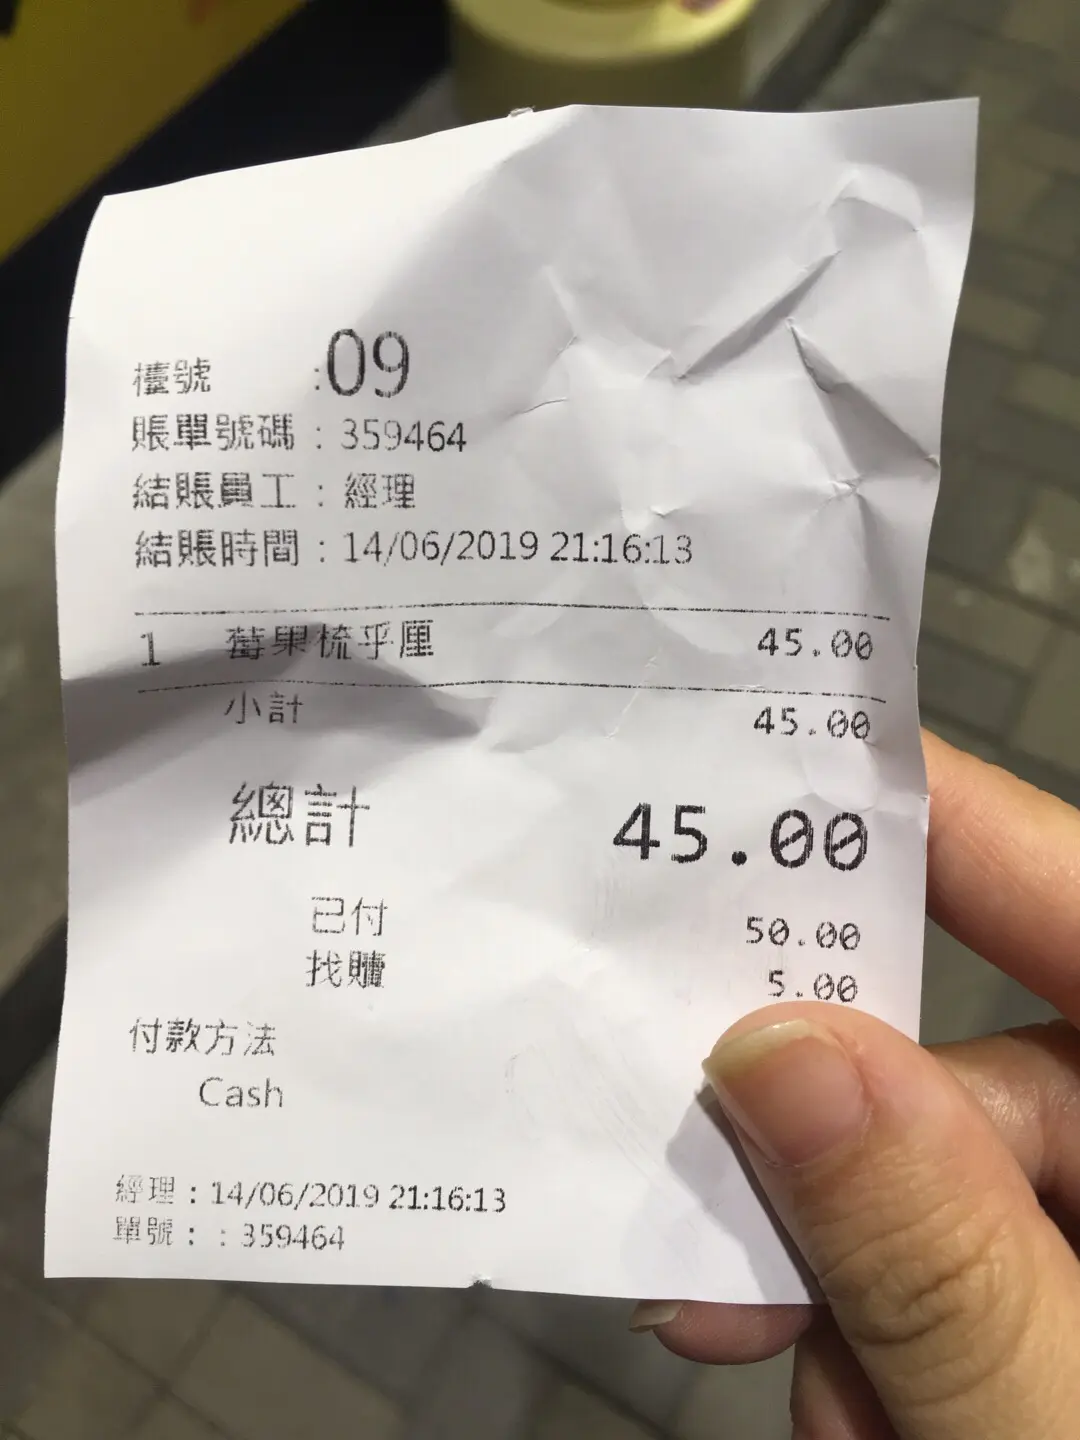 檯號 :09
賬單號碼 : 359464
結賬員工 : 經理
結賬時間 : 14/06/2019 21:16:13
1 莓果梳乎厘 45.00
小計 45.00
總計 45.00
已付 50.00
找贖 5.00
付款方法
Cash
經理 : 14/06/2019 21:16:13
單號 : : 359464